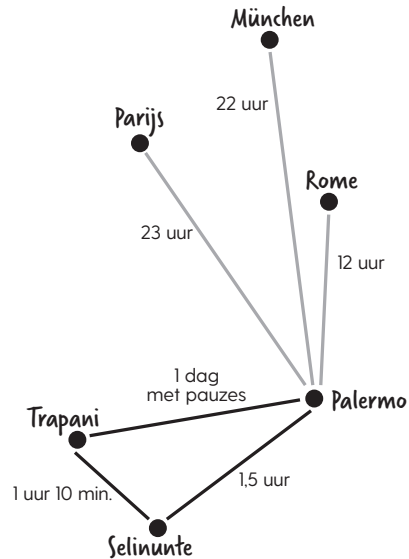 München
22 uur
Parijs
Rome
23 uur
12 uur
1 dag
met pauzes
Palermo
Trapani
1 uur 10 min.
1,5 uur
Selinunte